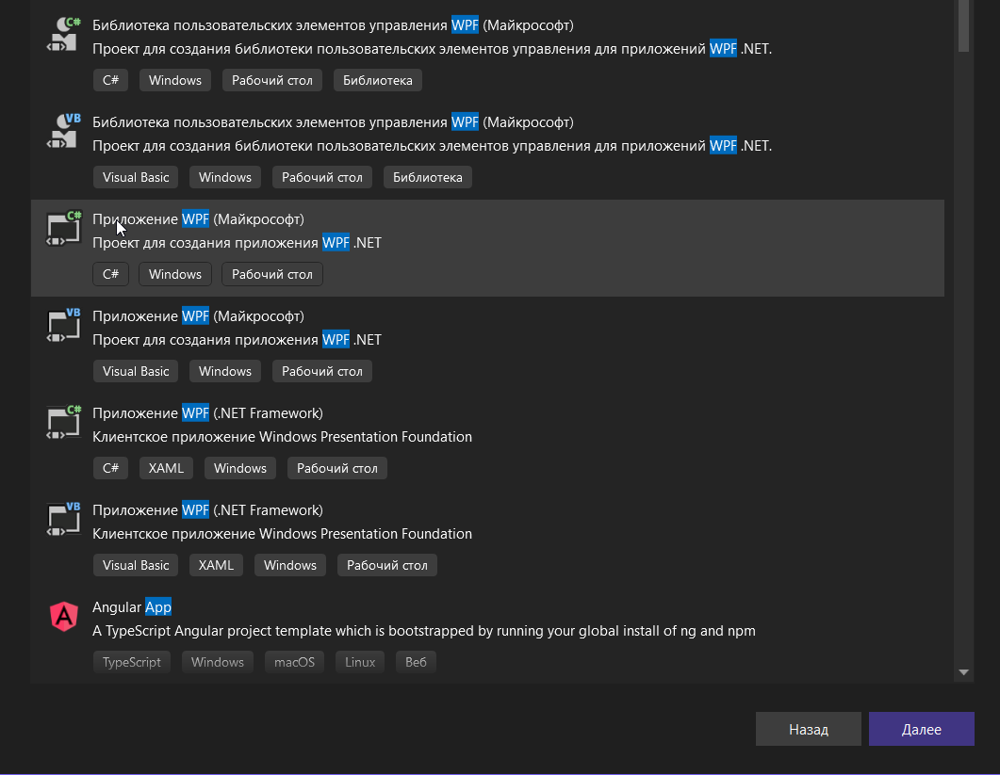 C#
Библиотека пользовательских элементов управления WPF (Майкрософт)
Проект для создания библиотеки пользовательских элементов управления для приложений WPF .NET.
C# Windows Рабочий стол Библиотека
VB
Библиотека пользовательских элементов управления WPF (Майкрософт)
Проект для создания библиотеки пользовательских элементов управления для приложений WPF .NET.
Visual Basic Windows Рабочий стол Библиотека
C#
Приложение WPF (Майкрософт)
Проект для создания приложения WPF .NET
C# Windows Рабочий стол
VB
Приложение WPF (Майкрософт)
Проект для создания приложения WPF .NET
Visual Basic Windows Рабочий стол
C#
Приложение WPF (.NET Framework)
Клиентское приложение Windows Presentation Foundation
C# XAML Windows Рабочий стол
VB
Приложение WPF (.NET Framework)
Клиентское приложение Windows Presentation Foundation
Visual Basic XAML Windows Рабочий стол
Angular App
A TypeScript Angular project template which is bootstrapped by running your global install of ng and npm
TypeScript Windows macOS Linux Веб
Назад Далее